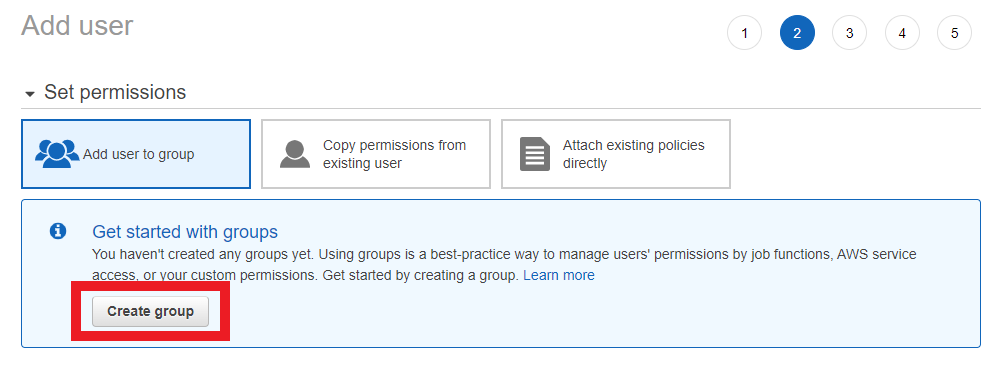 Add user
1 2 3 4 5
Set permissions
Add user to group
Copy permissions from
existing user
Attach existing policies
directly
Get started with groups
You haven't created any groups yet. Using groups is a best-practice way to manage users' permissions by job functions, AWS service
access, or your custom permissions. Get started by creating a group. Learn more
Create group